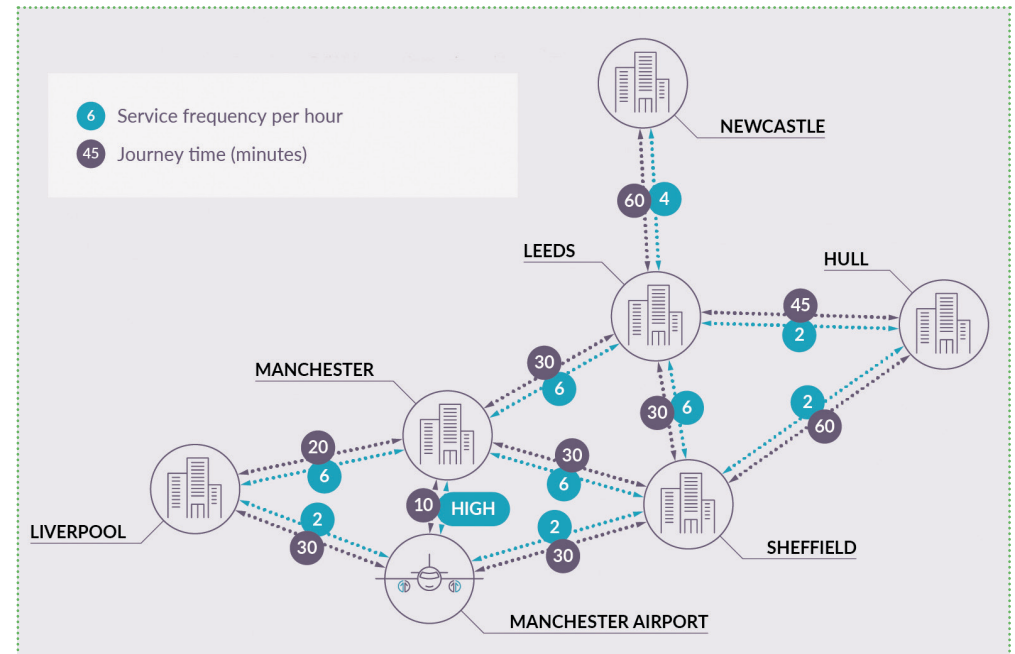 6 Service frequency per hour
45 Journey time (minutes)
NEWCASTLE
60 4
LEEDS
HULL
45
2
30
6
MANCHESTER
30 6
2
60
20
6
30
6
10 HIGH
LIVERPOOL
2
30
2
30
SHEFFIELD
MANCHESTER AIRPORT